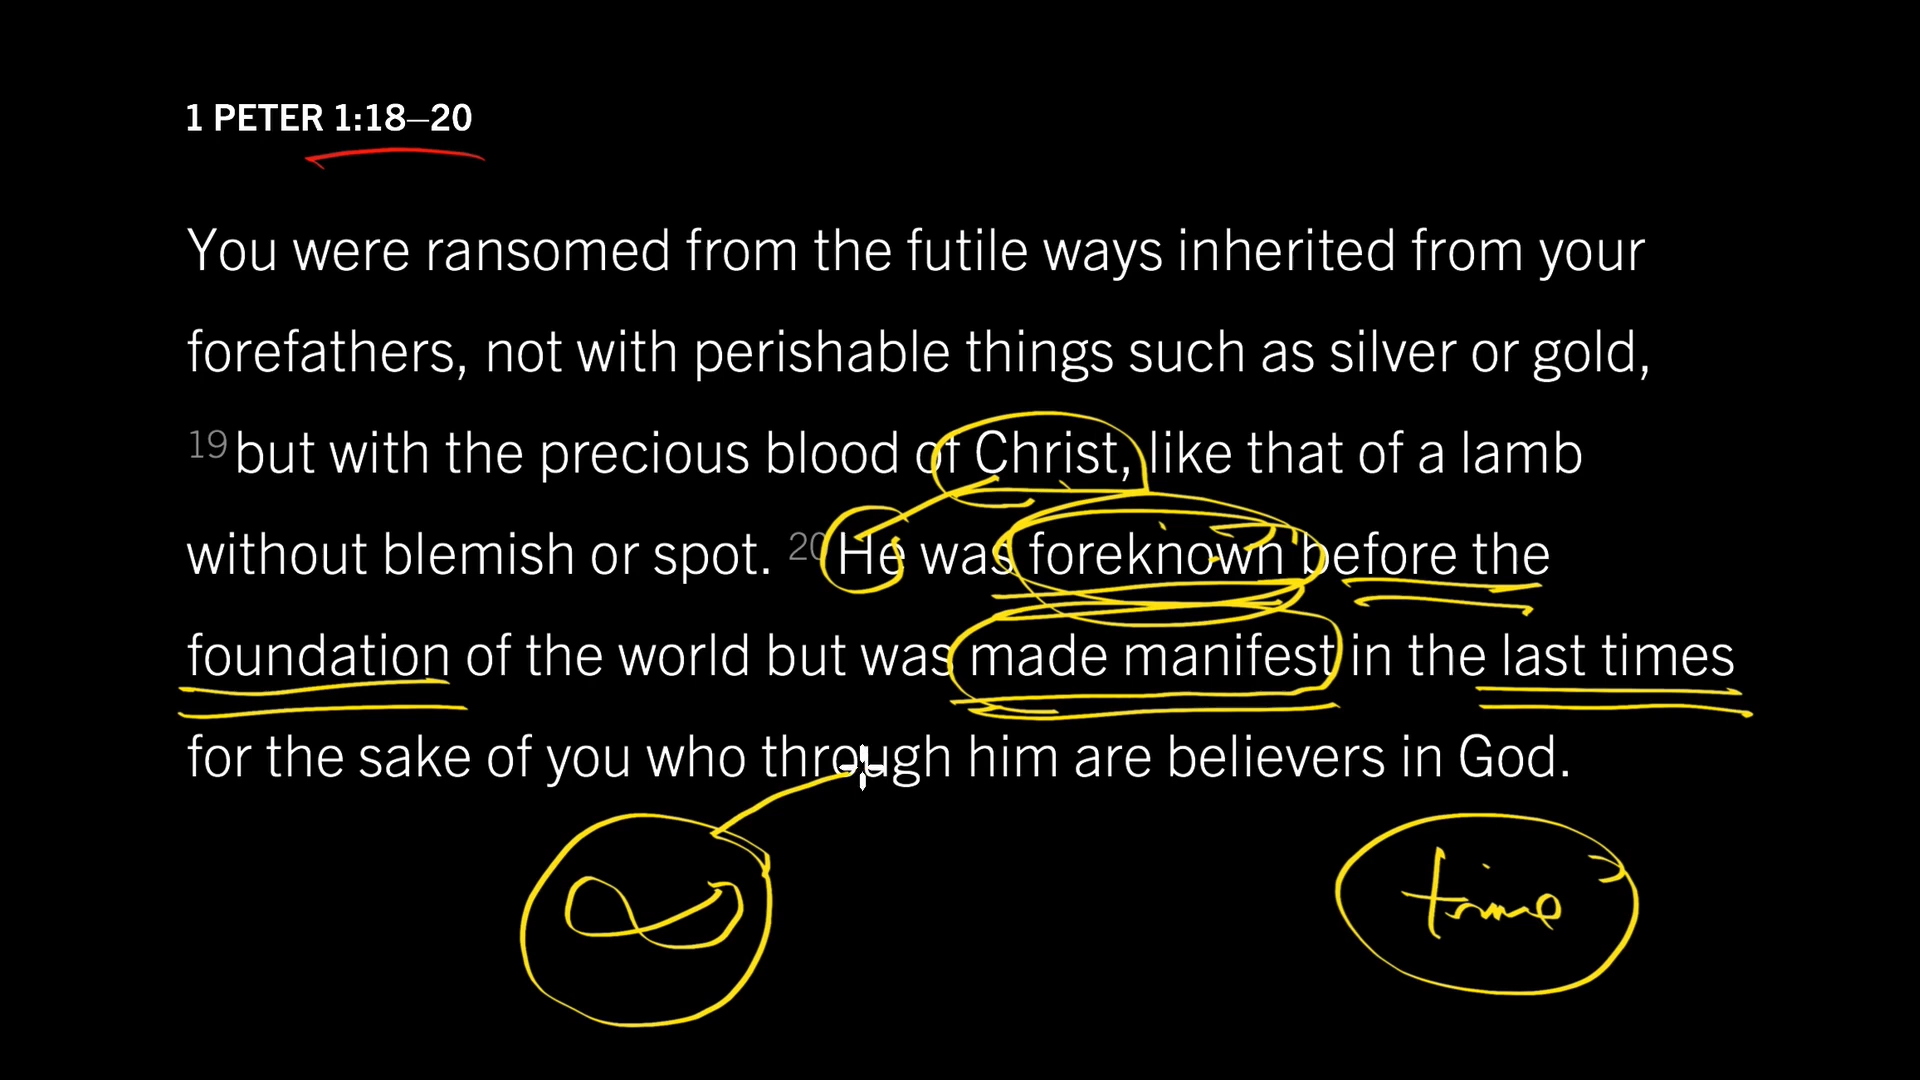 1 PETER 1:18–20
You were ransomed from the futile ways inherited from your
forefathers, not with perishable things such as silver or gold,
19 but with the precious blood of Christ, like that of a lamb
without blemish or spot. 20 He was foreknown before the
foundation of the world but was made manifest in the last times
for the sake of you who through him are believers in God.
time